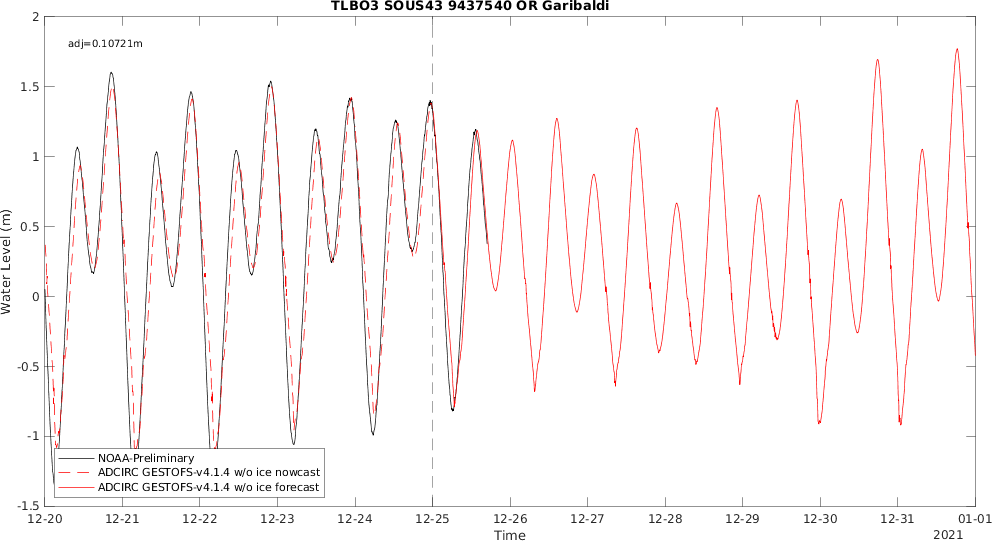 TLBO3 SOUS43 9437540 OR Garibaldi
adj=0.10721m
Water Level (m)
2
1.5
1
0.5
0
-0.5
-1
-1.5
NOAA-Preliminary
ADCIRC GESTOFS-v4.1.4 w/o ice nowcast
ADCIRC GESTOFS-v4.1.4 w/o ice forecast
12-20 12-21 12-22 12-23 12-24 12-25 12-26 12-27 12-28 12-29 12-30 12-31 01-01
Time
2021